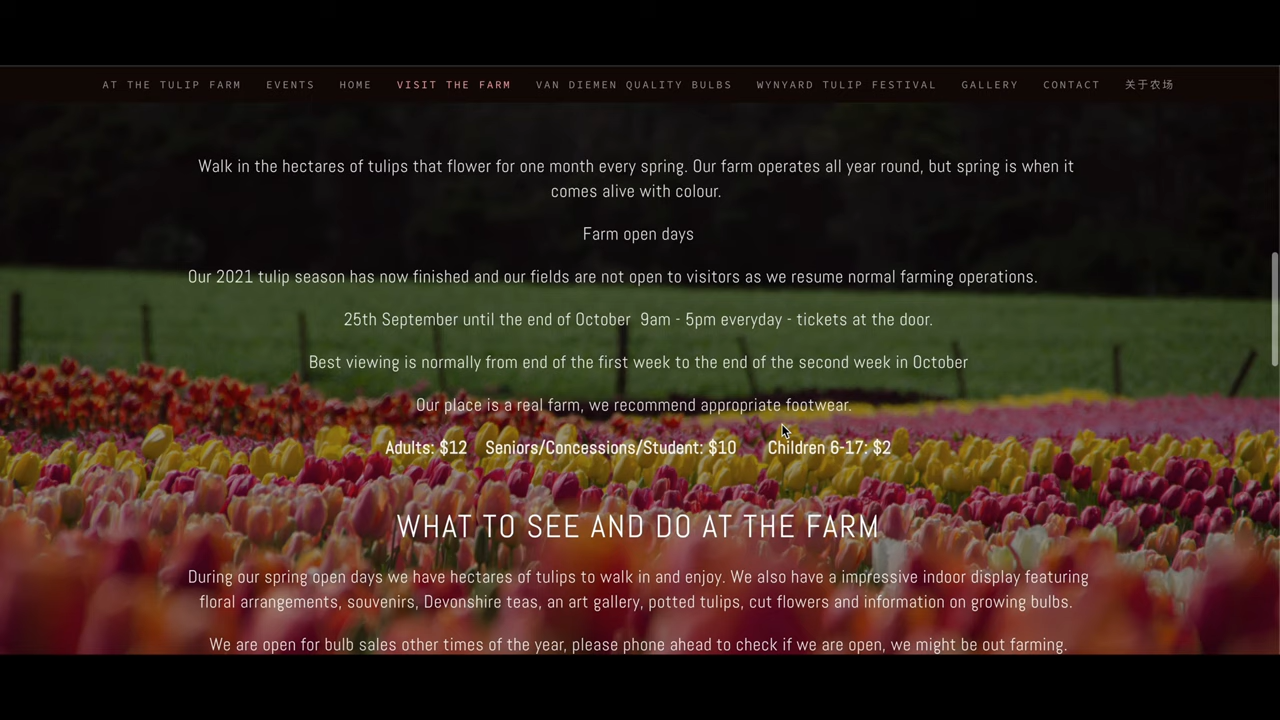 AT THE TULIP FARM EVENTS HOME VISIT THE FARM VAN DIEMEN QUALITY BULBS WYNYARD TULIP FESTIVAL GALLERY CONTACT 关于农场
Walk in the hectares of tulips that flower for one month every spring. Our farm operates all year round, but spring is when it
comes alive with colour.
Farm open days
Our 2021 tulip season has now finished and our fields are not open to visitors as we resume normal farming operations.
25th September until the end of October 9am - 5pm everyday - tickets at the door.
Best viewing is normally from end of the first week to the end of the second week in October
Our place is a real farm, we recommend appropriate footwear.
Adults: $12 Seniors/Concessions/Student: $10 Children 6-17: $2
WHAT TO SEE AND DO AT THE FARM
During our spring open days we have hectares of tulips to walk in and enjoy. We also have a impressive indoor display featuring
floral arrangements, souvenirs, Devonshire teas, an art gallery, potted tulips, cut flowers and information on growing bulbs.
We are open for bulb sales other times of the year, please phone ahead to check if we are open, we might be out farming.